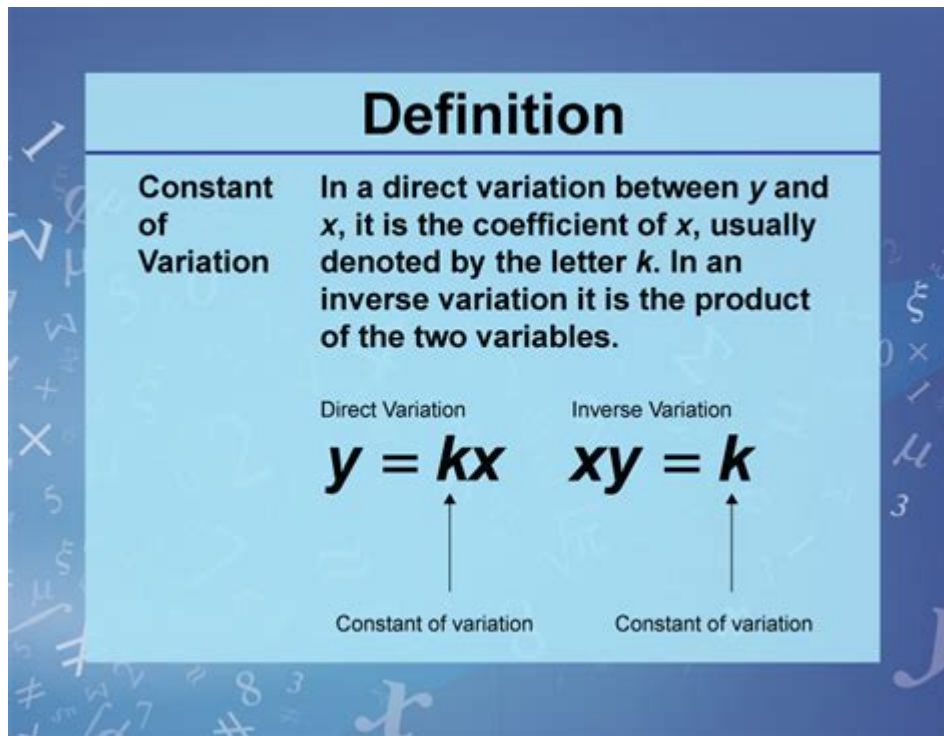 Definition
Constant
of
Variation
In a direct variation between y and
x, it is the coefficient of x, usually
denoted by the letter k. In an
inverse variation it is the product
of the two variables.
Direct Variation
y = kx
Constant of variation
Inverse Variation
xy = k
Constant of variation